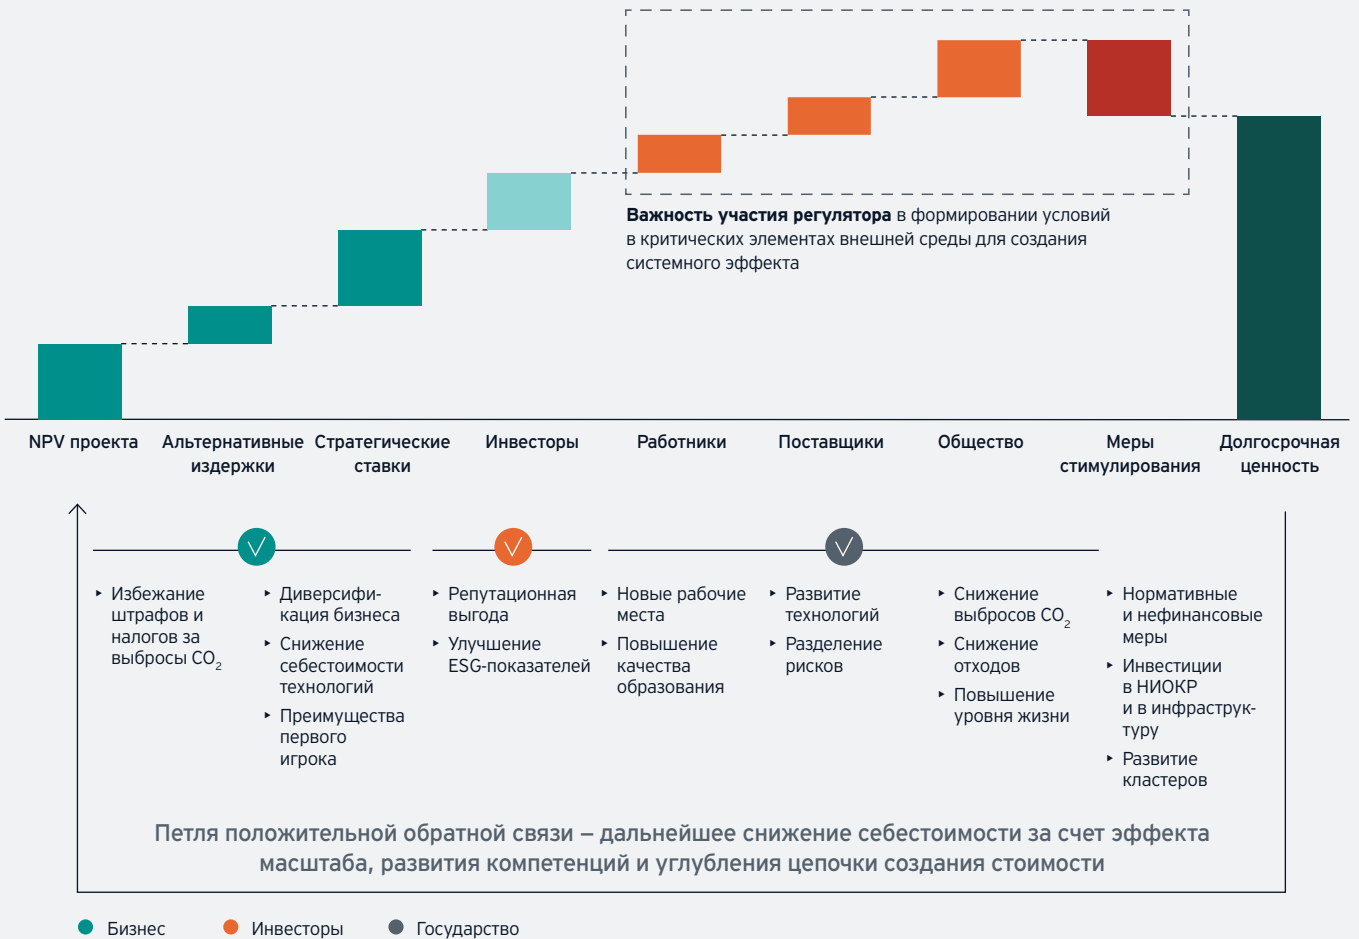 Важность участия регулятора в формировании условий
в критических элементах внешней среды для создания
системного эффекта
NPV проекта
Альтернативные
издержки
Стратегические
ставки
Инвесторы
Работники
Поставщики
Общество
Меры
стимулирования
Долгосрочная
ценность
‣ Избежание
штрафов и
налогов за
выбросы CO₂
‣ Диверсифи-
кация бизнеса
‣ Снижение
себестоимости
технологий
‣ Преимущества
первого
игрока
‣ Репутационная
выгода
‣ Улучшение
ESG-показателей
‣ Новые рабочие
места
‣ Повышение
качества
образования
‣ Развитие
технологий
‣ Разделение
рисков
‣ Снижение
выбросов CO₂
‣ Снижение
отходов
‣ Повышение
уровня жизни
‣ Нормативные
и нефинансовые
меры
‣ Инвестиции
в НИОКР
и в инфраструк-
туру
‣ Развитие
кластеров
Петля положительной обратной связи – дальнейшее снижение себестоимости за счет эффекта
масштаба, развития компетенций и углубления цепочки создания стоимости
Бизнес
Инвесторы
Государство